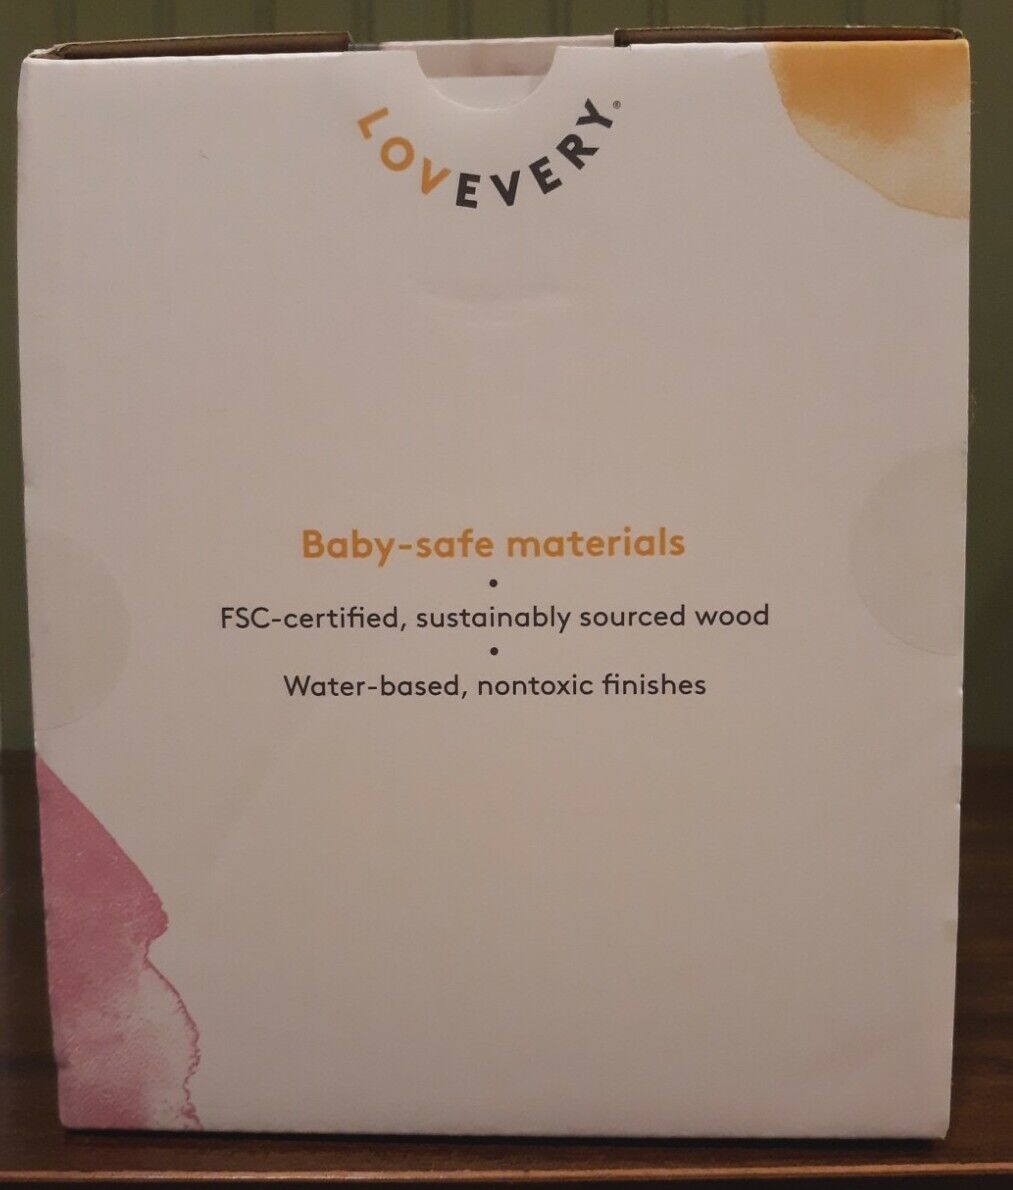 LOVEVERY®
Baby-safe materials
•
FSC-certified, sustainably sourced wood
•
Water-based, nontoxic finishes